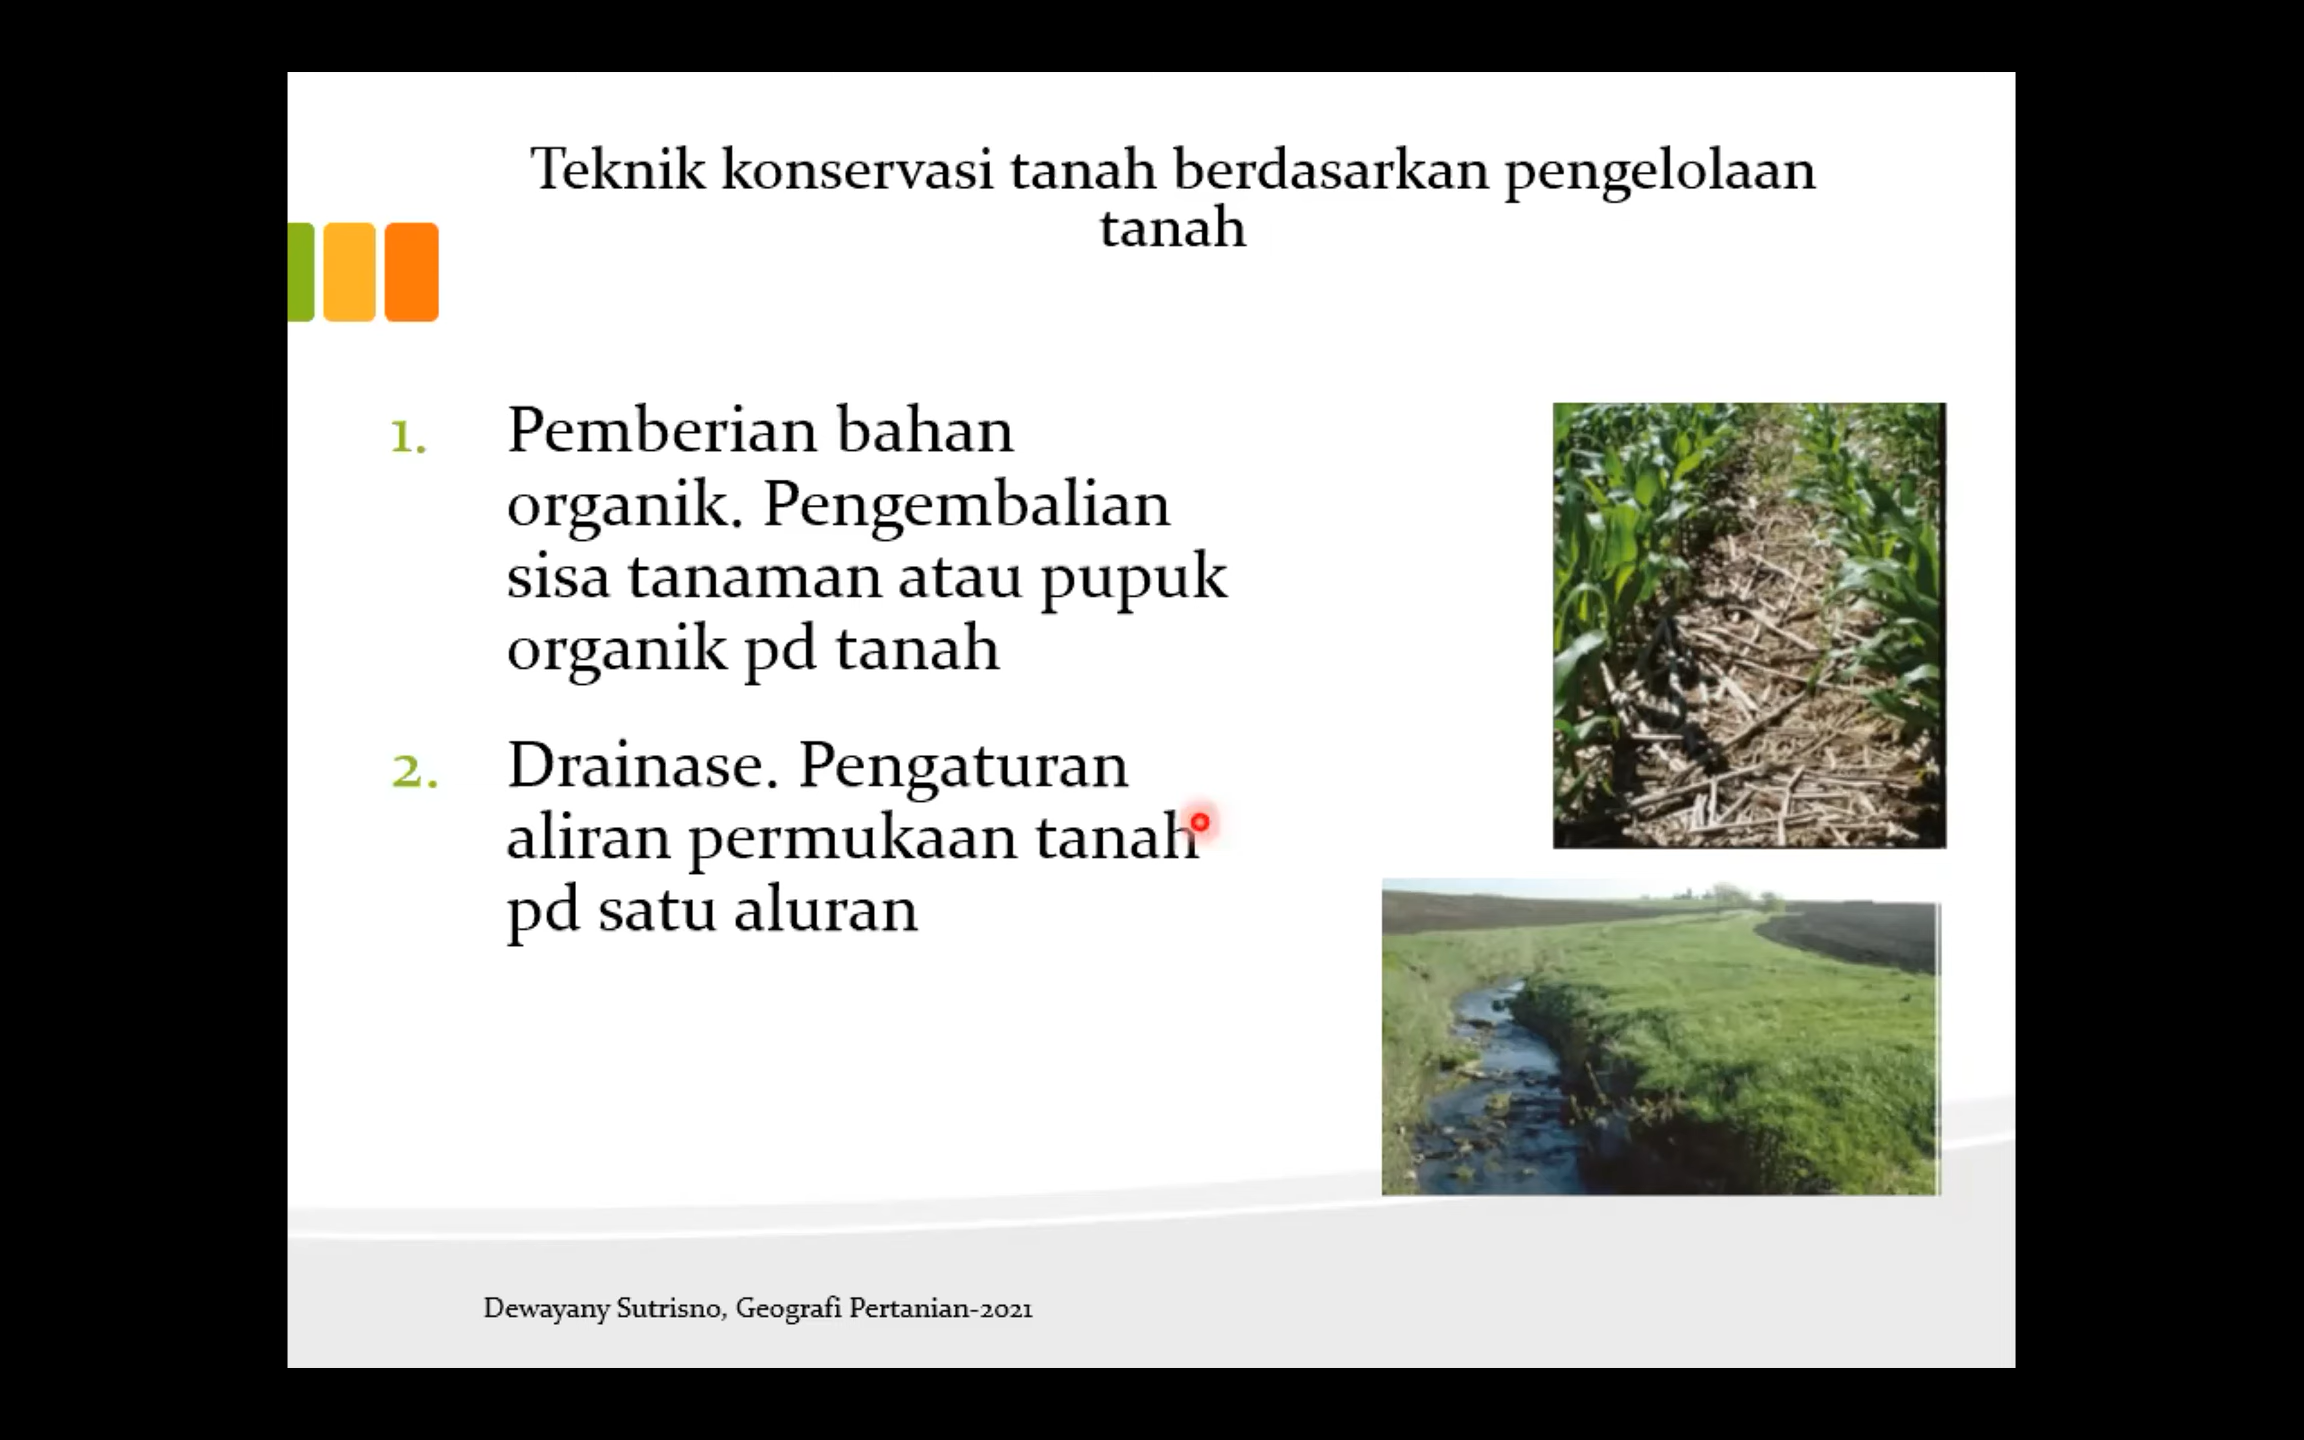 Teknik konservasi tanah berdasarkan pengelolaan
tanah
1. Pemberian bahan
organik. Pengembalian
sisa tanaman atau pupuk
organik pd tanah
2. Drainase. Pengaturan
aliran permukaan tanah
pd satu aluran
Dewayany Sutrisno, Geografi Pertanian-2021